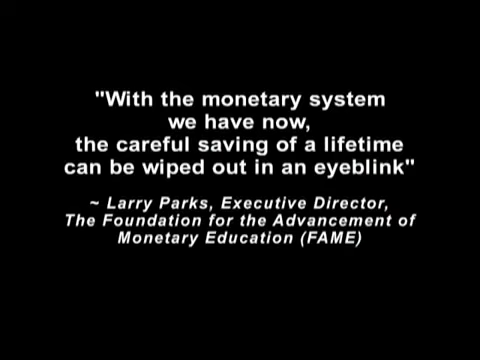 "With the monetary system
we have now,
the careful saving of a lifetime
can be wiped out in an eyeblink"
~ Larry Parks, Executive Director,
The Foundation for the Advancement of
Monetary Education (FAME)